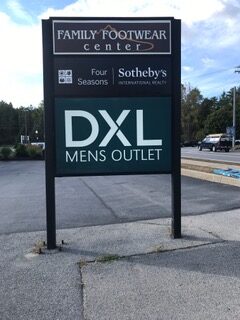 FAMILY FOOTWEAR
center
Four
Seasons
Sotheby's
INTERNATIONAL REALTY
DXL
MENS OUTLET